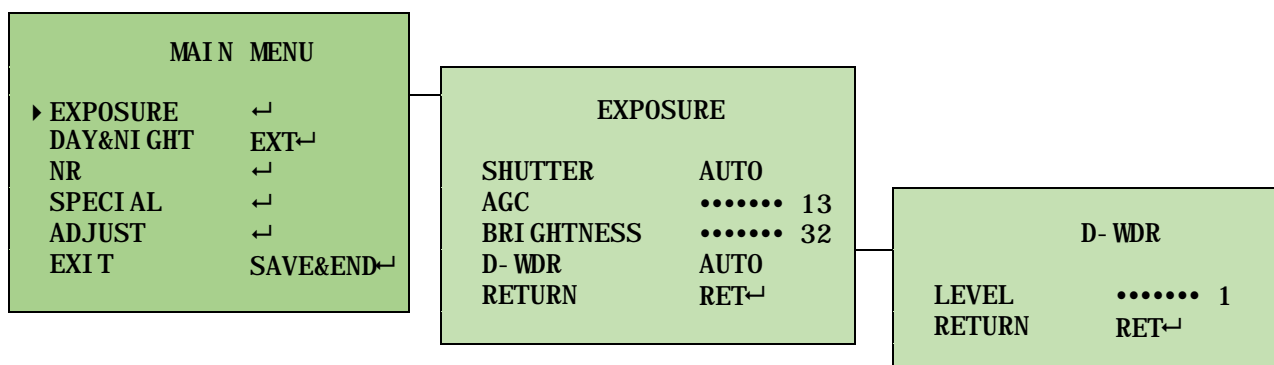 MAIN MENU
EXPOSURE ↵
DAY&NIGHT EXT↵
NR ↵
SPECIAL ↵
ADJUST ↵
EXIT SAVE&END↵
EXPOSURE
SHUTTER AUTO
AGC ••••••• 13
BRIGHTNESS ••••••• 32
D-WDR AUTO
RETURN RET↵
D-WDR
LEVEL ••••••• 1
RETURN RET↵